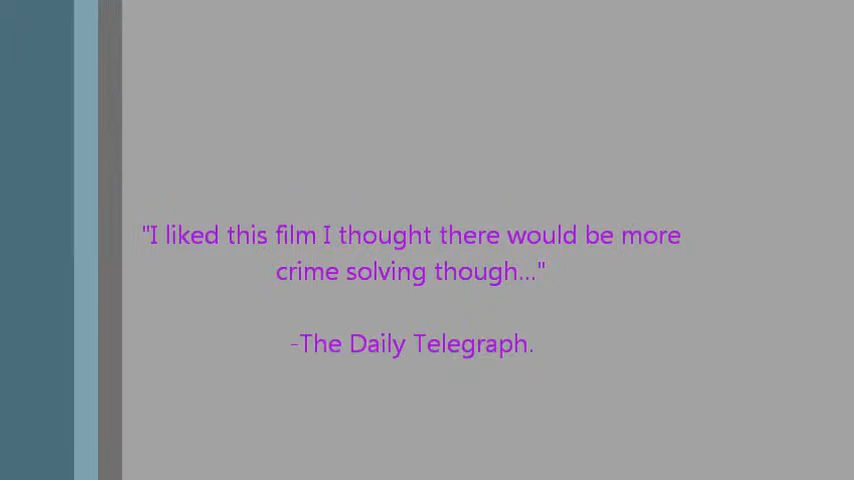 "I liked this film I thought there would be more
crime solving though..."
-The Daily Telegraph.